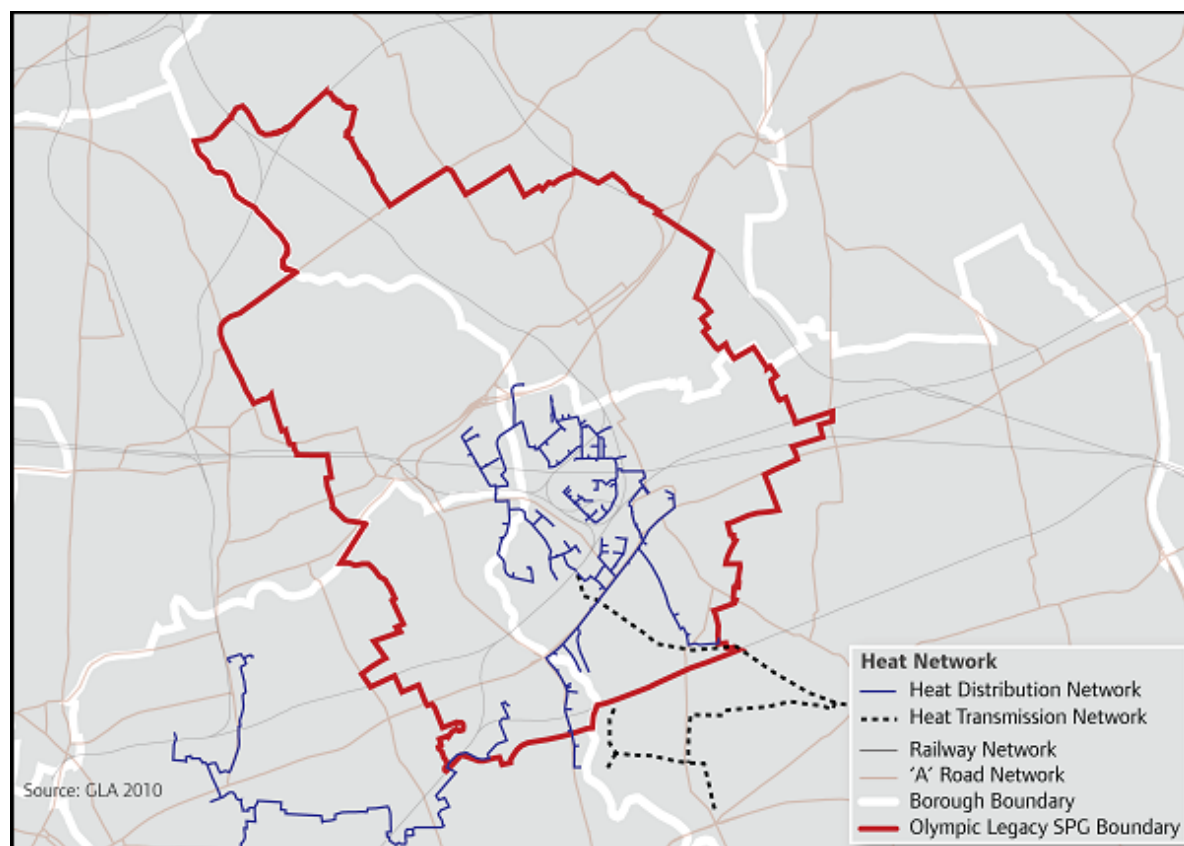 Heat Network
Heat Distribution Network
Heat Transmission Network
Railway Network
'A' Road Network
Borough Boundary
Olympic Legacy SPG Boundary
Source: GLA 2010